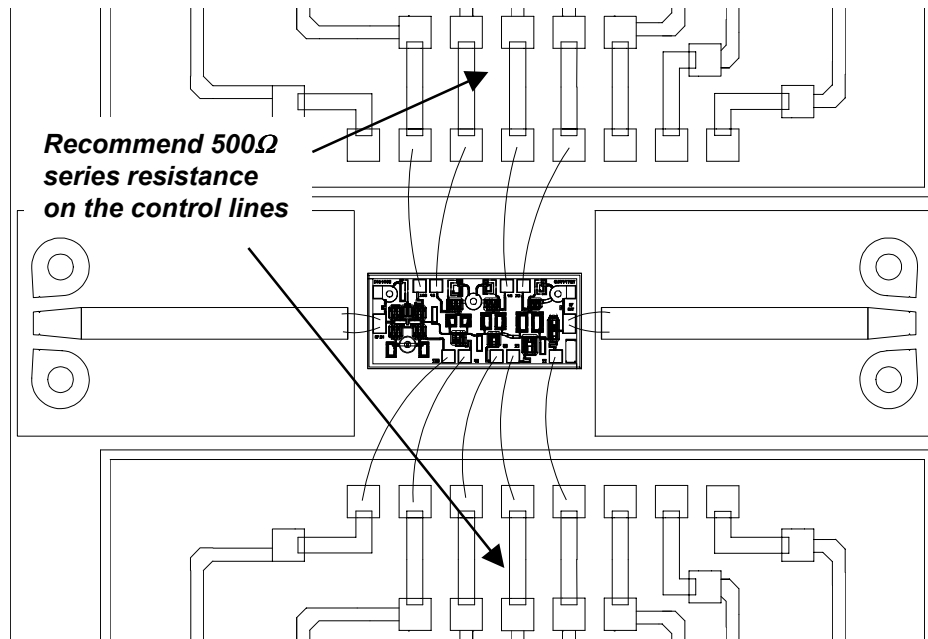 Recommend 500Ω
series resistance
on the control lines